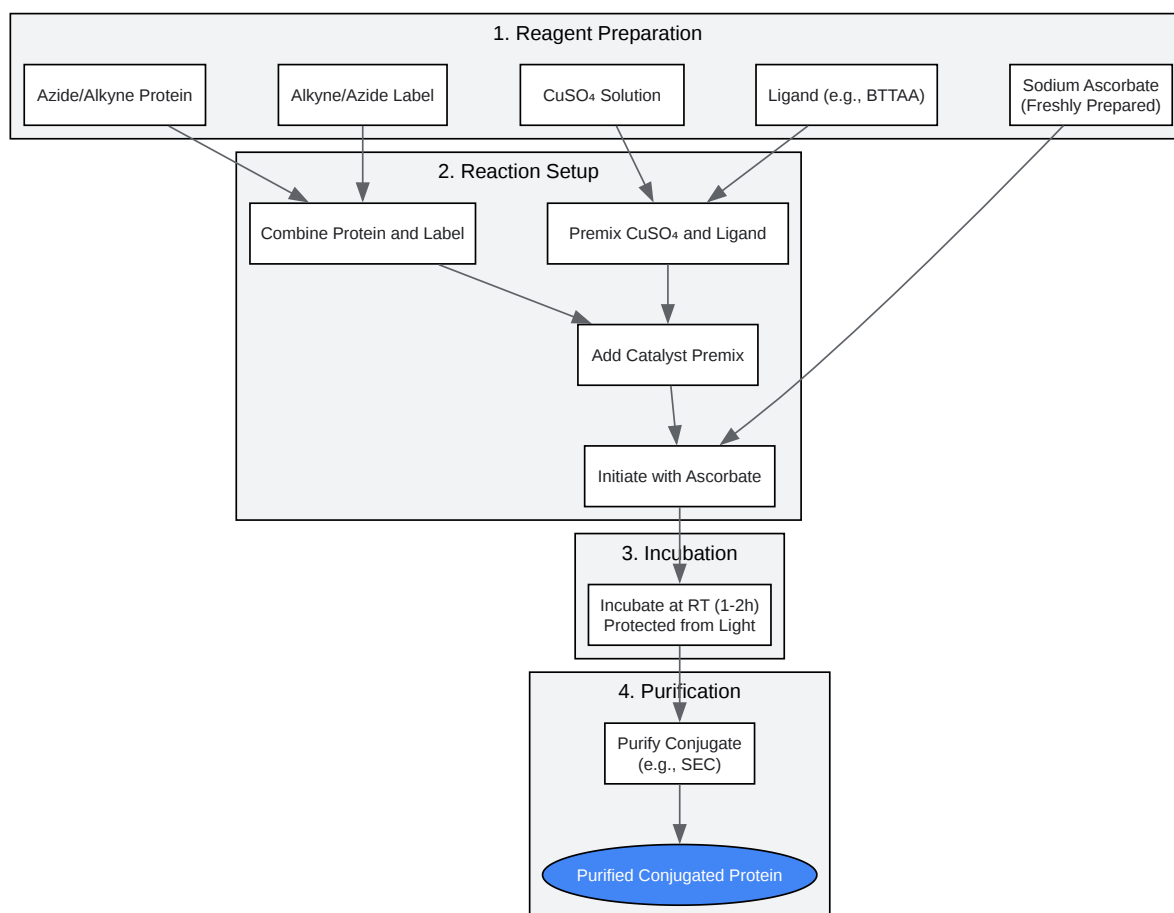 1. Reagent Preparation
Azide/Alkyne Protein
Alkyne/Azide Label
CuSO₄ Solution
Ligand (e.g., BTTAA)
Sodium Ascorbate
(Freshly Prepared)
2. Reaction Setup
Combine Protein and Label
Premix CuSO₄ and Ligand
Add Catalyst Premix
Initiate with Ascorbate
3. Incubation
Incubate at RT (1-2h)
Protected from Light
4. Purification
Purify Conjugate
(e.g., SEC)
Purified Conjugated Protein